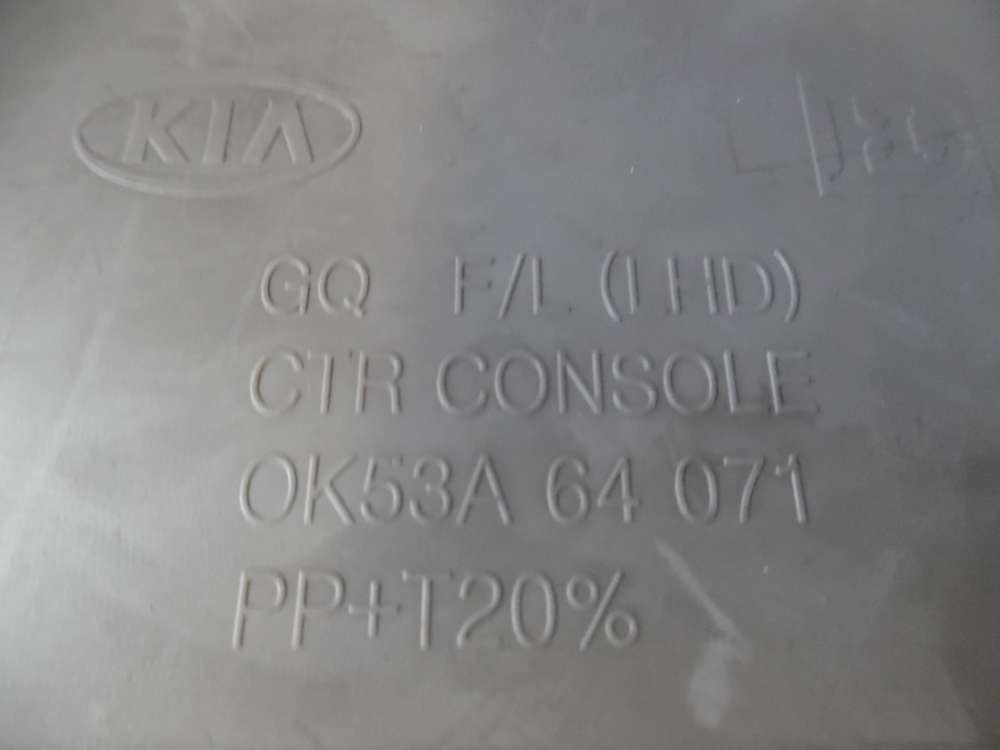 KIA
GQ F/L (LHD)
CTR CONSOLE
OK53A 64 071
PP+T20%